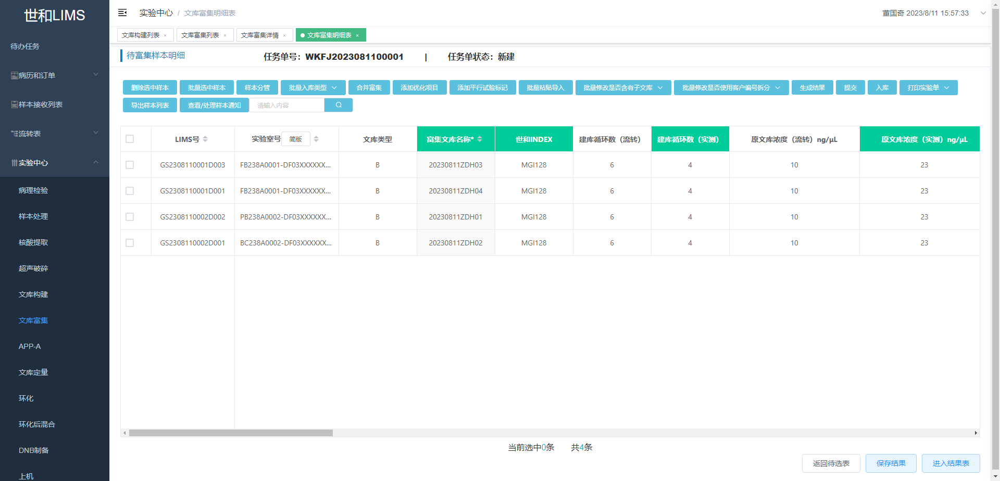 世和LIMS
待办任务
病历和订单
样本接收列表
流转表
实验中心
病理检验
样本处理
核酸提取
超声破碎
文库构建
文库富集
APP-A
文库定量
环化
环化后混合
DNB制备
上机
实验中心 / 文库富集明细表
董国奇 2023/8/11 15:57:33
文库构建列表 × 文库富集列表 × 文库富集详情 × 文库富集明细表 ×
待富集样本明细 任务单号：WKFJ2023081100001 | 任务单状态：新建
删除选中样本 批量选中样本 样本分管 批量入库类型 合并富集 添加优化项目 添加平行试验标记 批量粘贴导入 批量修改是否含有子文库 批量修改是否使用客户编号拆分 生成结果 提交 入库 打印实验单
导出样本列表 查看/处理样本通知 请输入内容
LIMS号 实验室号 简版 文库类型 富集文库名称* 世和INDEX 建库循环数（流转） 建库循环数（实测） 原文库浓度（流转）ng/μL 原文库浓度（实测）ng/μL
GS2308110001D003 FB238A0001-DF03XXXXXX... B 20230811ZDH03 MGI128 6 4 10 23
GS2308110001D001 FB238A0001-DF03XXXXXX... B 20230811ZDH04 MGI128 6 4 10 23
GS2308110002D002 PB238A0002-DF03XXXXXX... B 20230811ZDH01 MGI128 6 4 10 23
GS2308110002D001 BC238A0002-DF03XXXXXX... B 20230811ZDH02 MGI128 6 4 10 23
当前选中0条 共4条
返回待选表 保存结果 进入结果表